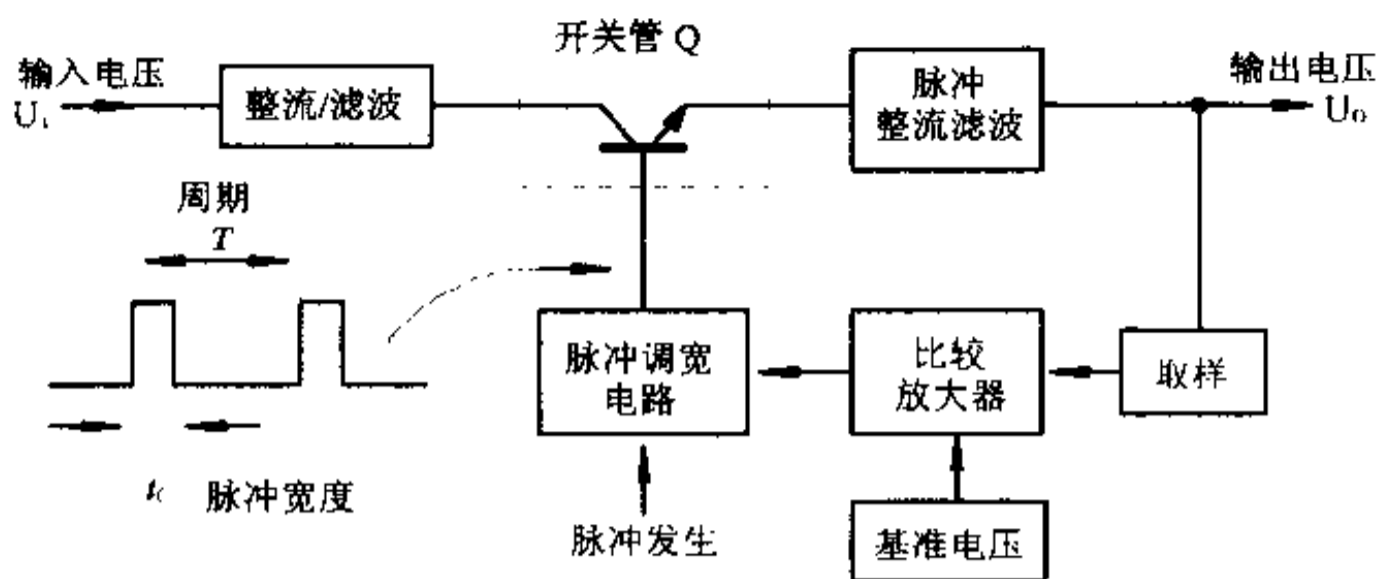 开关管 Q
输入电压
U
整流/滤波
脉冲
整流滤波
输出电压
U₀
周期
T
脉冲调宽
电路
比较
放大器
取样
t 脉冲宽度
脉冲发生
基准电压